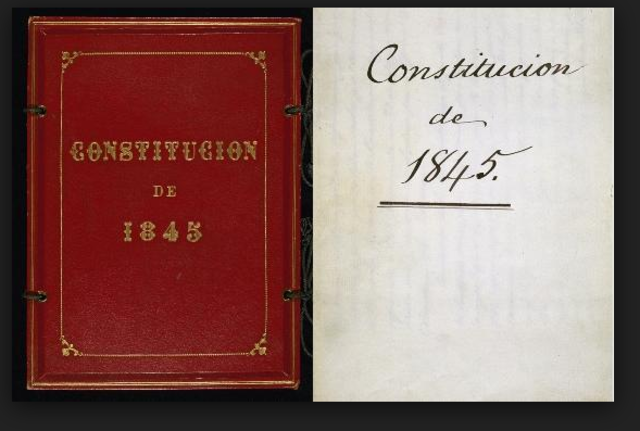 CONSTITUCION
DE
1845
Constitucion
de
1845.